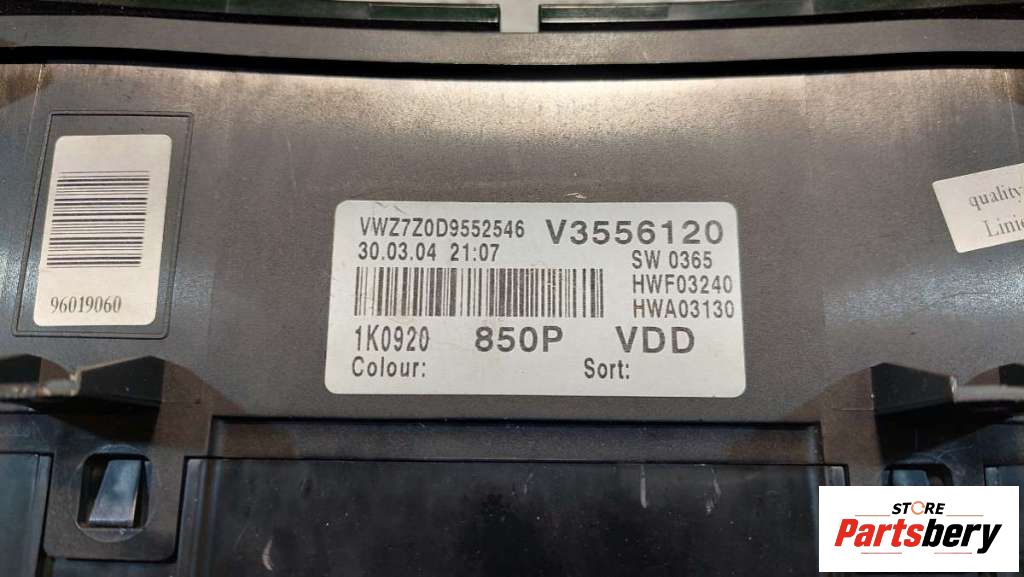 96019060
VWZ7Z0D9552546 V3556120
30.03.04 21:07 SW 0365
HWF03240
HWA03130
1K0920 850P VDD
Colour: Sort:
quality
STORE
Partsbery